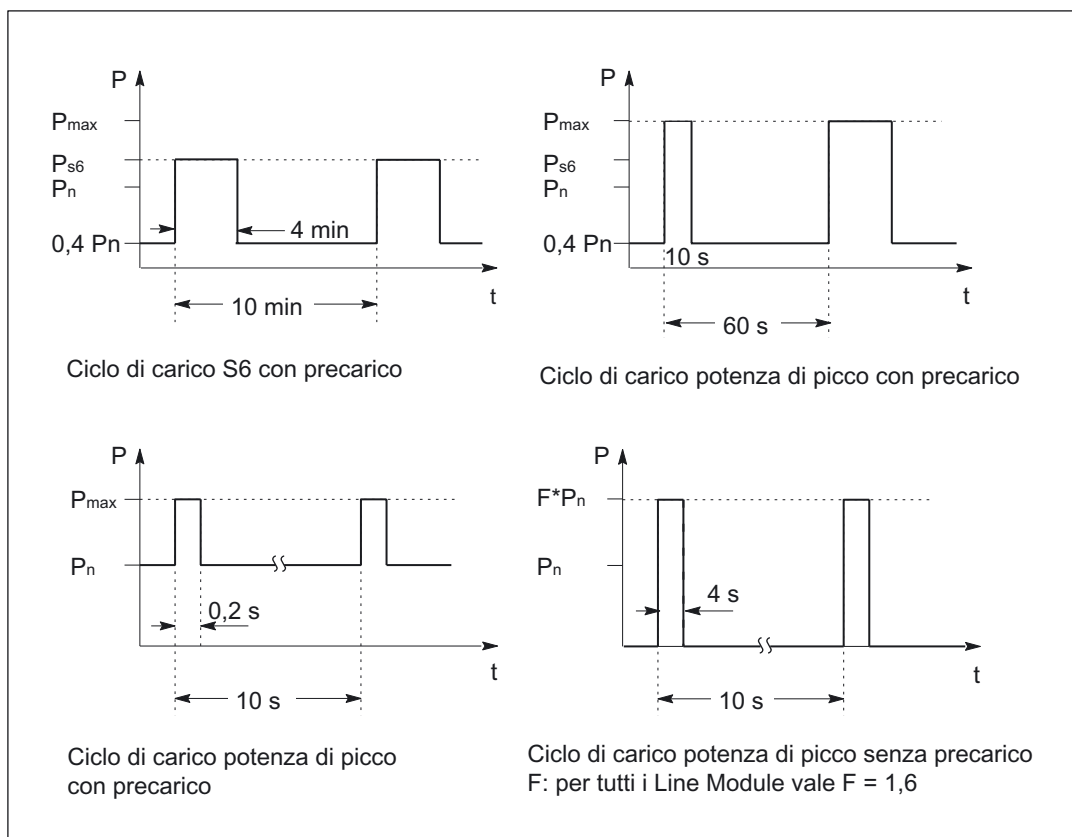 P
Pmax
Ps6
Pn
0,4 Pn
4 min
10 min
t
Ciclo di carico S6 con precarico
P
Pmax
Ps6
Pn
0,4 Pn
10 s
60 s
t
Ciclo di carico potenza di picco con precarico
P
Pmax
Pn
0,2 s
10 s
t
Ciclo di carico potenza di picco
con precarico
P
F*Pn
Pn
4 s
10 s
t
Ciclo di carico potenza di picco senza precarico
F: per tutti i Line Module vale F = 1,6